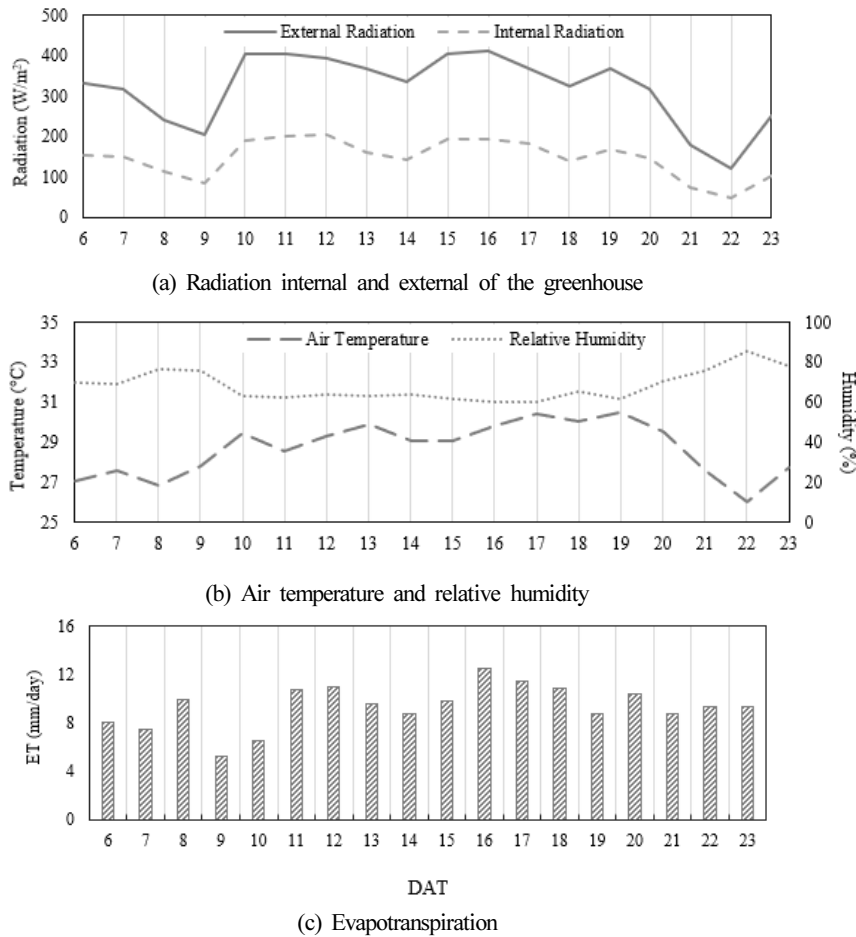 500
400
300
200
100
0
Radiation (W/m²)
External Radiation
Internal Radiation
6 7 8 9 10 11 12 13 14 15 16 17 18 19 20 21 22 23
(a) Radiation internal and external of the greenhouse
35
33
31
29
27
25
Temperature (°C)
Air Temperature
Relative Humidity
100
80
60
40
20
0
Humidity (%)
6 7 8 9 10 11 12 13 14 15 16 17 18 19 20 21 22 23
(b) Air temperature and relative humidity
16
12
8
4
0
ET (mm/day)
6 7 8 9 10 11 12 13 14 15 16 17 18 19 20 21 22 23
DAT
(c) Evapotranspiration